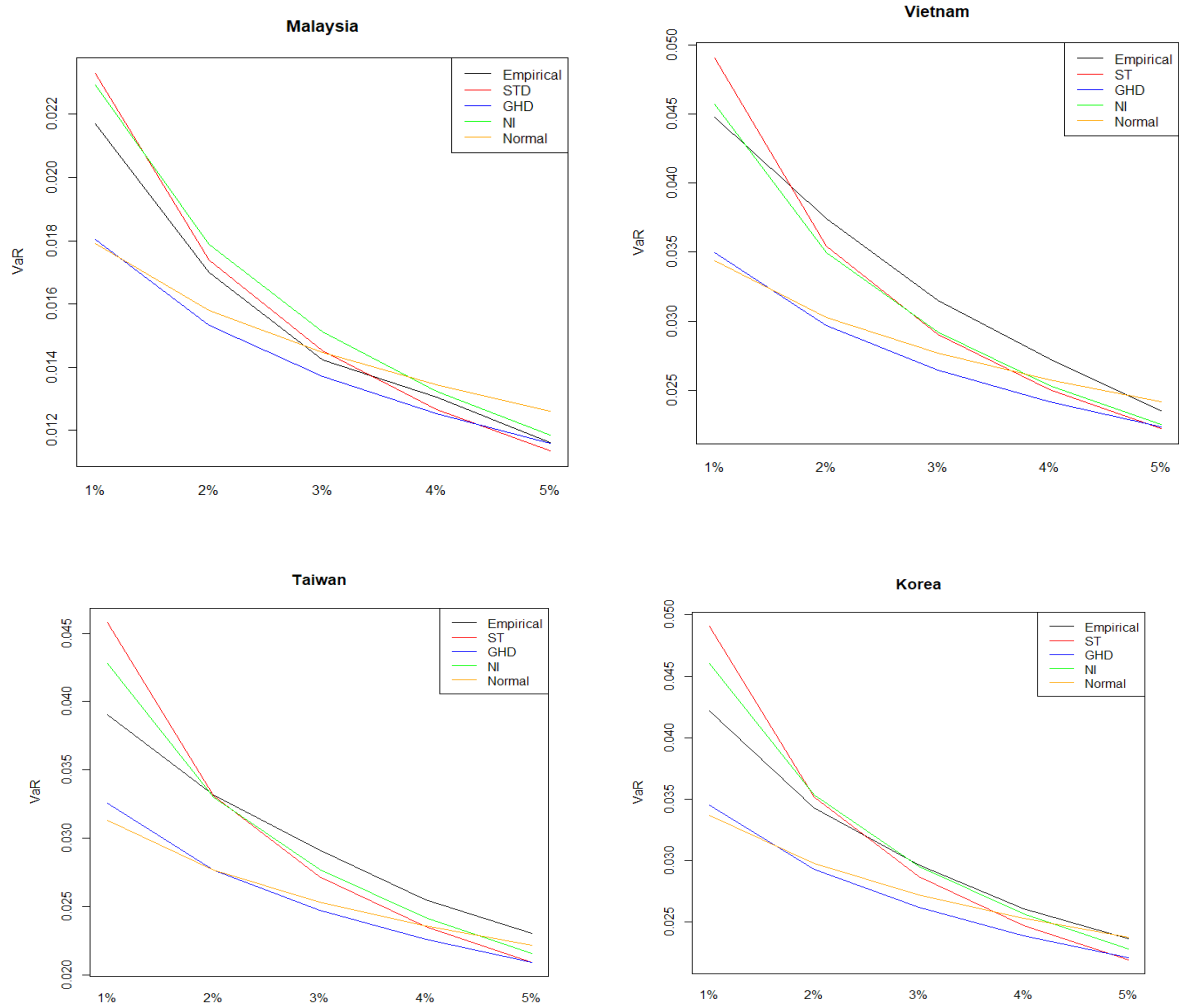 Malaysia
VaR
0.022
0.020
0.018
0.016
0.014
0.012
1% 2% 3% 4% 5%
Empirical
STD
GHD
NI
Normal
Vietnam
VaR
0.050
0.045
0.040
0.035
0.030
0.025
1% 2% 3% 4% 5%
Empirical
ST
GHD
NI
Normal
Taiwan
VaR
0.045
0.040
0.035
0.030
0.025
0.020
1% 2% 3% 4% 5%
Empirical
ST
GHD
NI
Normal
Korea
VaR
0.050
0.045
0.040
0.035
0.030
0.025
1% 2% 3% 4% 5%
Empirical
ST
GHD
NI
Normal